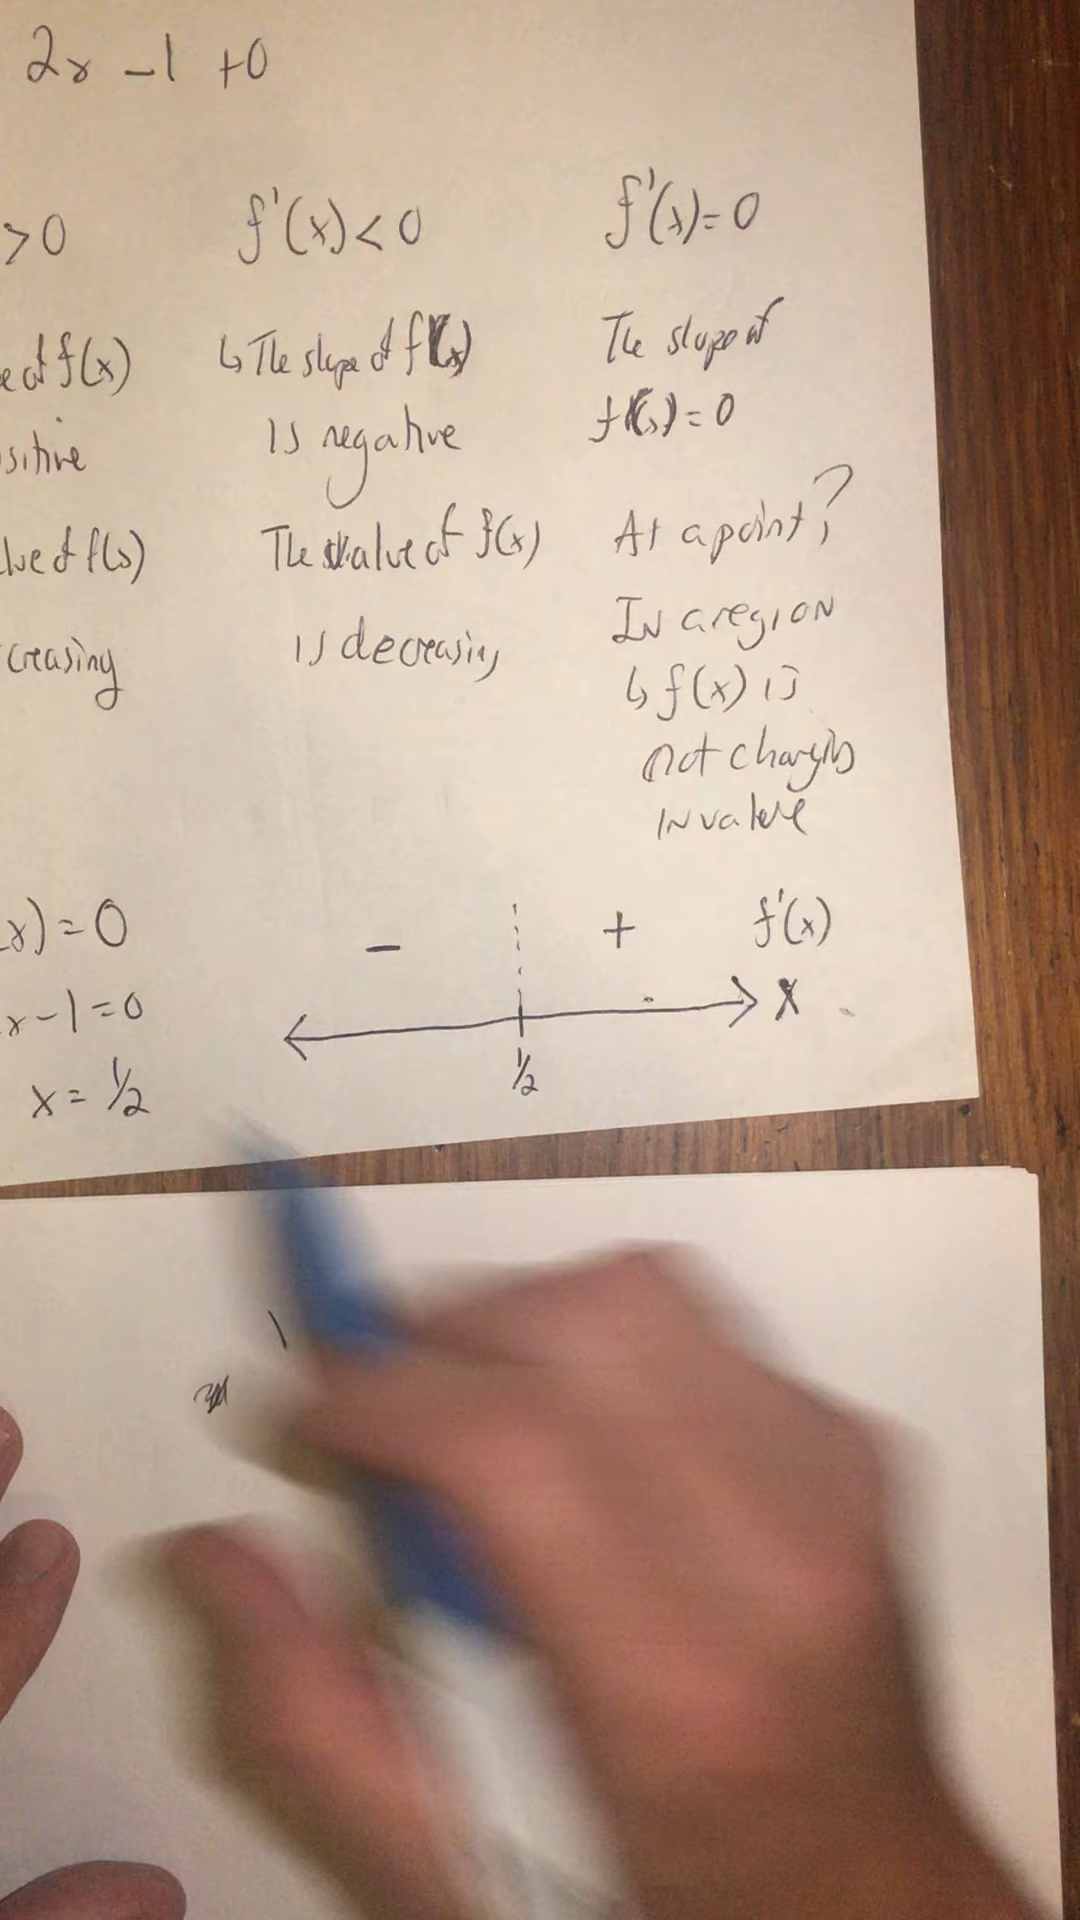 2x -1 +0
>0 f'(x)<0 f'(x)=0
of f(x) ↳The slope of f(x) The slope of
sitive is negative f(x)=0
lue of f(x) The value of f(x) At a point?
creasing is decreasing In a region
↳f(x) is
not changing
in value
x)=0 - + f'(x)
x-1=0 X
x=1/2 1/2